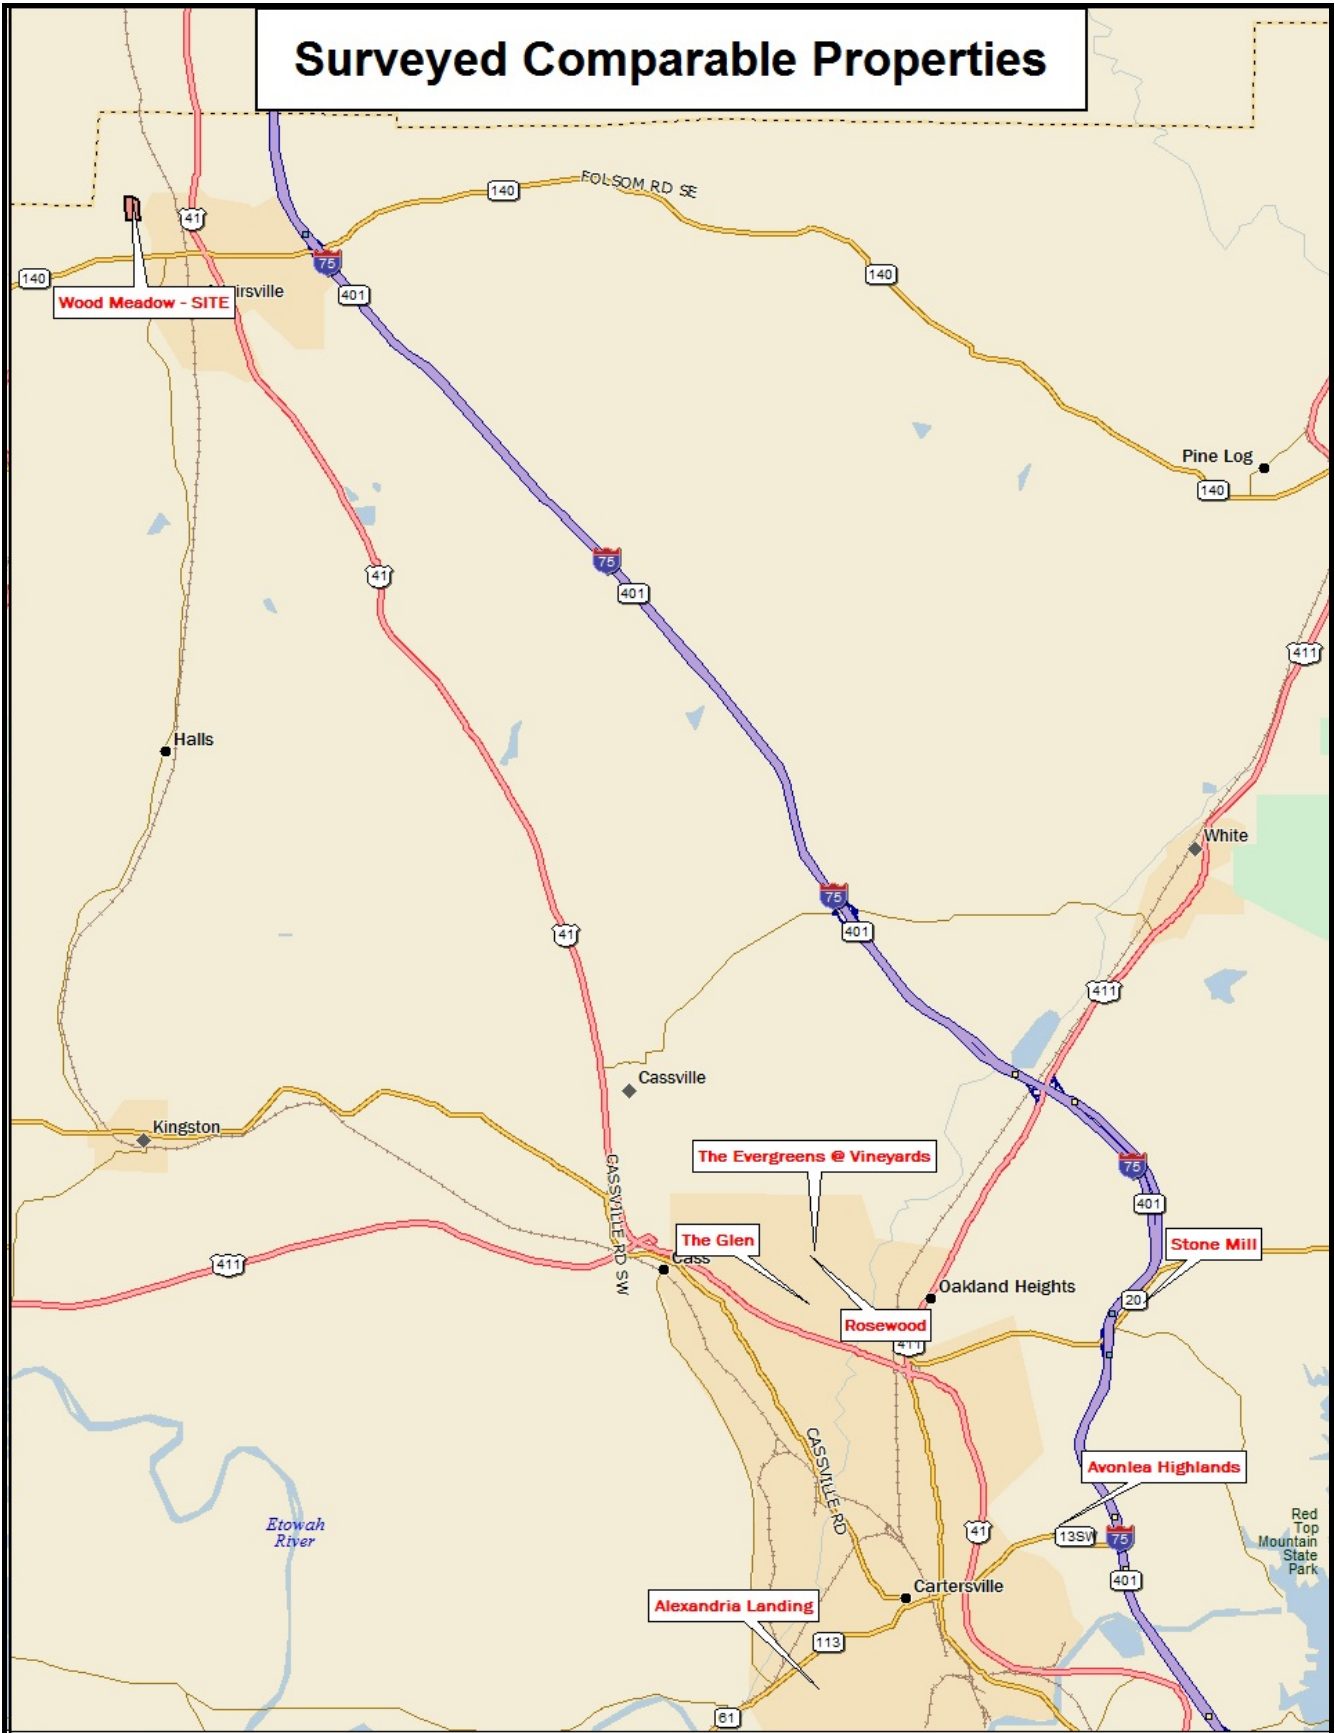 Surveyed Comparable Properties
FOLSOM RD SE
140
41
75
140
140
401
irsville
Wood Meadow - SITE
Pine Log
140
75
41
401
411
Halls
White
75
401
41
411
Cassville
Kingston
CASSVILLE RD SW
The Evergreens @ Vineyards
75
401
The Glen
Stone Mill
Cass
411
Oakland Heights
20
Rosewood
411
CASSVILLE RD
Avonlea Highlands
Etowah
River
Red
Top
Mountain
State
Park
41
13SW
75
401
Cartersville
Alexandria Landing
113
61